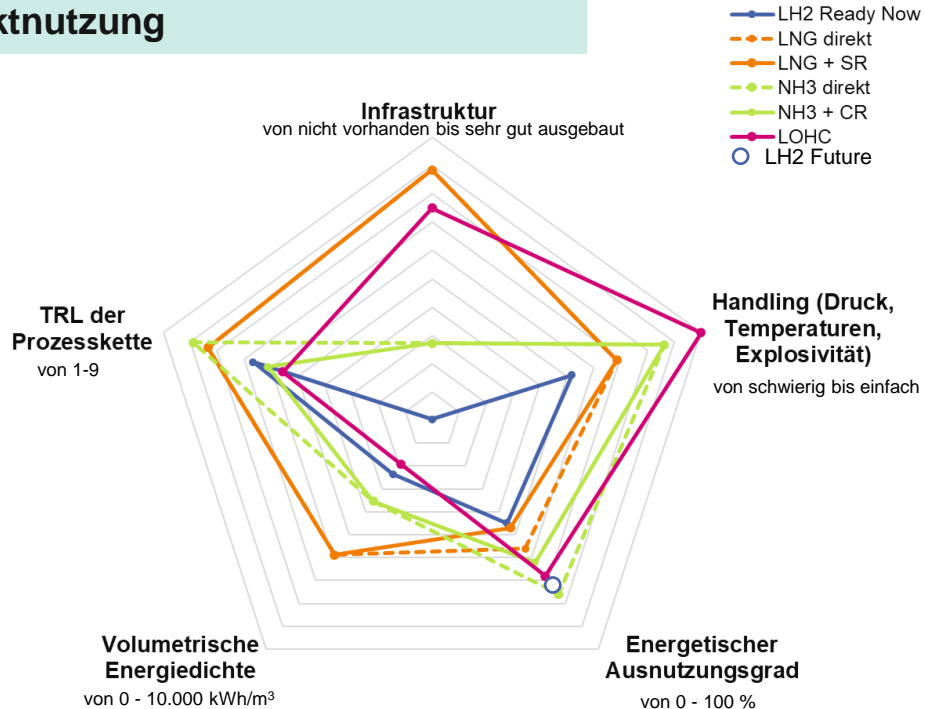 ktnutzung
LH2 Ready Now
LNG direkt
LNG + SR
NH3 direkt
NH3 + CR
LOHC
LH2 Future
Infrastruktur
von nicht vorhanden bis sehr gut ausgebaut
TRL der
Prozesskette
von 1-9
Handling (Druck,
Temperaturen,
Explosivität)
von schwierig bis einfach
Volumetrische
Energiedichte
von 0 - 10.000 kWh/m³
Energetischer
Ausnutzungsgrad
von 0 - 100 %